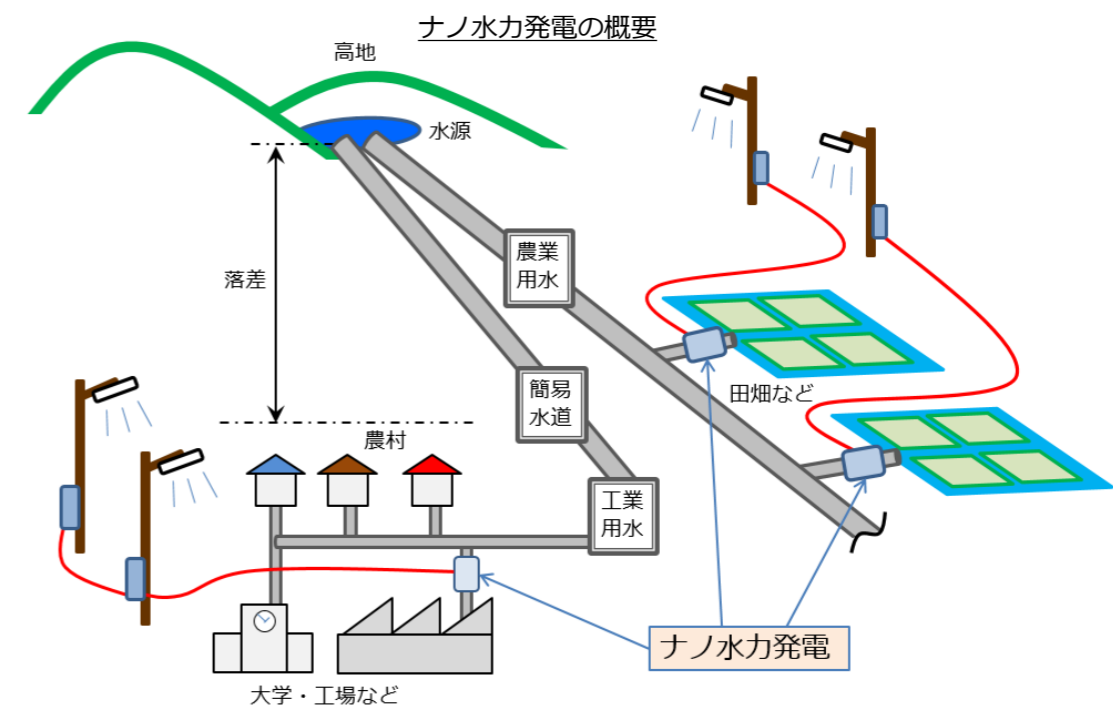 ナノ水力発電の概要
高地
水源
落差
農業
用水
簡易
水道
田畑など
農村
工業
用水
ナノ水力発電
大学・工場など